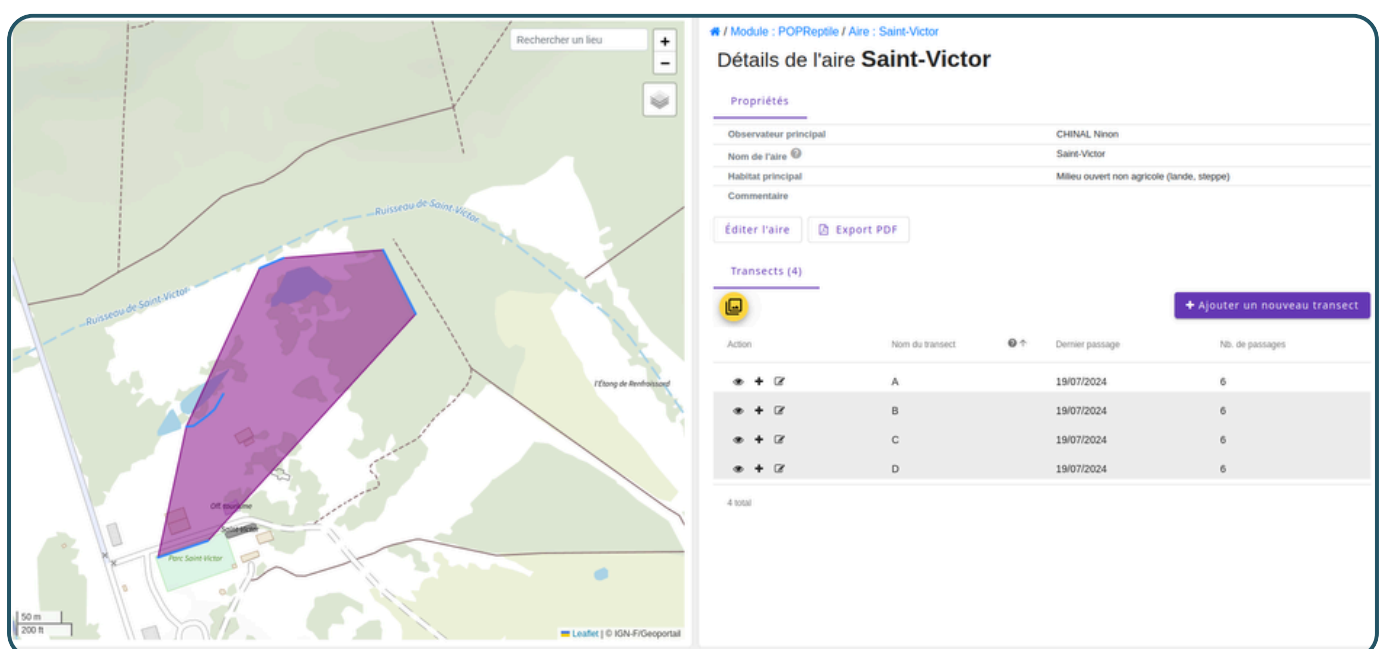 Rechercher un lieu
+
−
Ruisseau de Saint-Victor
Ruisseau de Saint-Victor
l'Étang de Renfroissard
Off. tourisme
Saint-Victor
Parc Saint-Victor
50 m
200 ft
Leaflet | © IGN-F/Geoportail
/ Module : POPReptile / Aire : Saint-Victor
Détails de l'aire Saint-Victor
Propriétés
Observateur principal CHINAL Ninon
Nom de l'aire ? Saint-Victor
Habitat principal Milieu ouvert non agricole (lande, steppe)
Commentaire
Éditer l'aire Export PDF
Transects (4)
+ Ajouter un nouveau transect
Action Nom du transect ? ↑ Dernier passage Nb. de passages
A 19/07/2024 6
B 19/07/2024 6
C 19/07/2024 6
D 19/07/2024 6
4 total